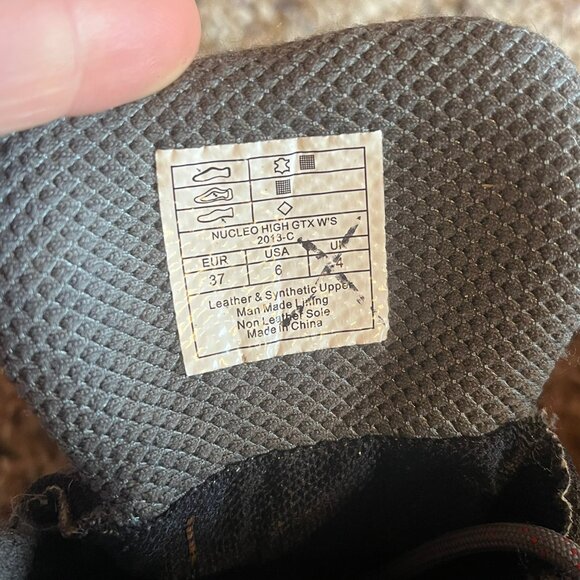 NUCLEO HIGH GTX W'S
2013-C
EUR USA UK
37 6 4
Leather & Synthetic Upper
Man Made Lining
Non Leather Sole
Made in China